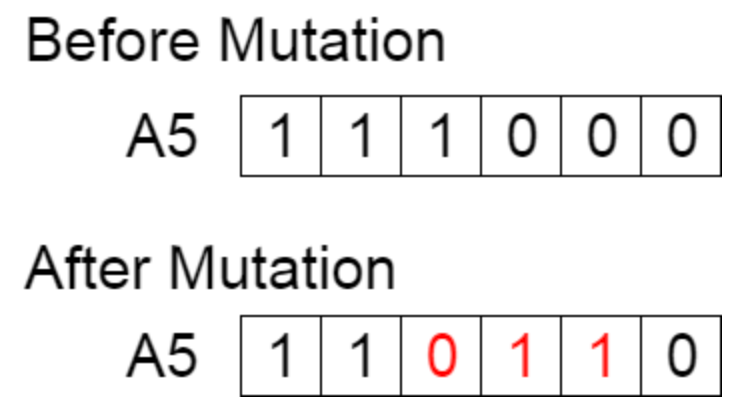 Before Mutation
A5 1 1 1 0 0 0
After Mutation
A5 1 1 0 1 1 0